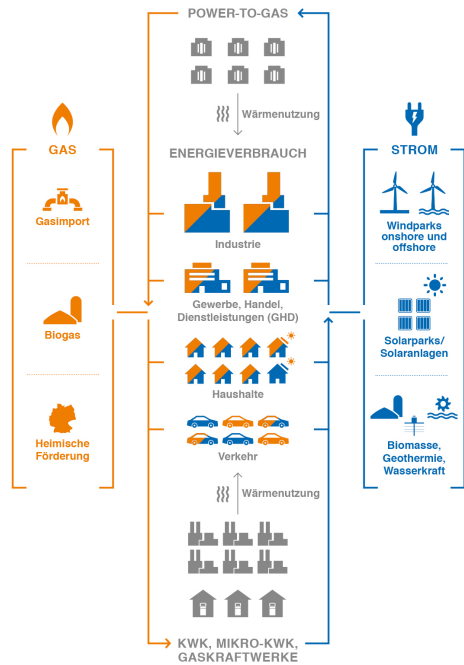 POWER-TO-GAS
Wärmenutzung
ENERGIEVERBRAUCH
GAS
Gasimport
Biogas
Heimische
Förderung
Industrie
Gewerbe, Handel,
Dienstleistungen (GHD)
Haushalte
Verkehr
Wärmenutzung
KWK, MIKRO-KWK,
GASKRAFTWERKE
STROM
Windparks
onshore und
offshore
Solarparks/
Solaranlagen
Biomasse,
Geothermie,
Wasserkraft